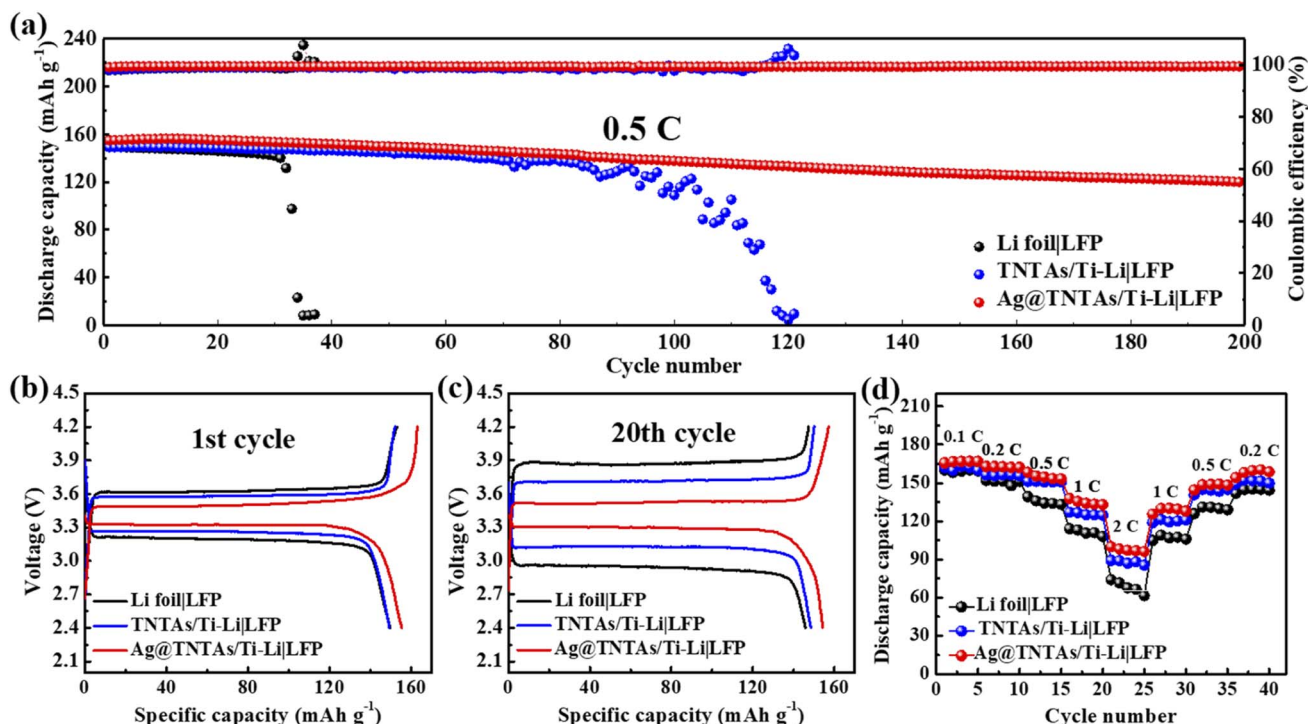 (a)
240
200
160
120
80
40
0
Discharge capacity (mAh g⁻¹)
0.5 C
Li foil|LFP
TNTAs/Ti-Li|LFP
Ag@TNTAs/Ti-Li|LFP
100
80
60
40
20
0
Coulombic efficiency (%)
0 20 40 60 80 100 120 140 160 180 200
Cycle number
(b)
4.5
4.2
3.9
3.6
3.3
3.0
2.7
2.4
2.1
Voltage (V)
1st cycle
Li foil|LFP
TNTAs/Ti-Li|LFP
Ag@TNTAs/Ti-Li|LFP
0 40 80 120 160
Specific capacity (mAh g⁻¹)
(c)
4.5
4.2
3.9
3.6
3.3
3.0
2.7
2.4
2.1
Voltage (V)
20th cycle
Li foil|LFP
TNTAs/Ti-Li|LFP
Ag@TNTAs/Ti-Li|LFP
0 40 80 120 160
Specific capacity (mAh g⁻¹)
(d)
210
180
150
120
90
60
30
0
Discharge capacity (mAh g⁻¹)
0.1 C
0.2 C
0.5 C
1 C
2 C
1 C
0.5 C
0.2 C
Li foil|LFP
TNTAs/Ti-Li|LFP
Ag@TNTAs/Ti-Li|LFP
0 5 10 15 20 25 30 35 40
Cycle number